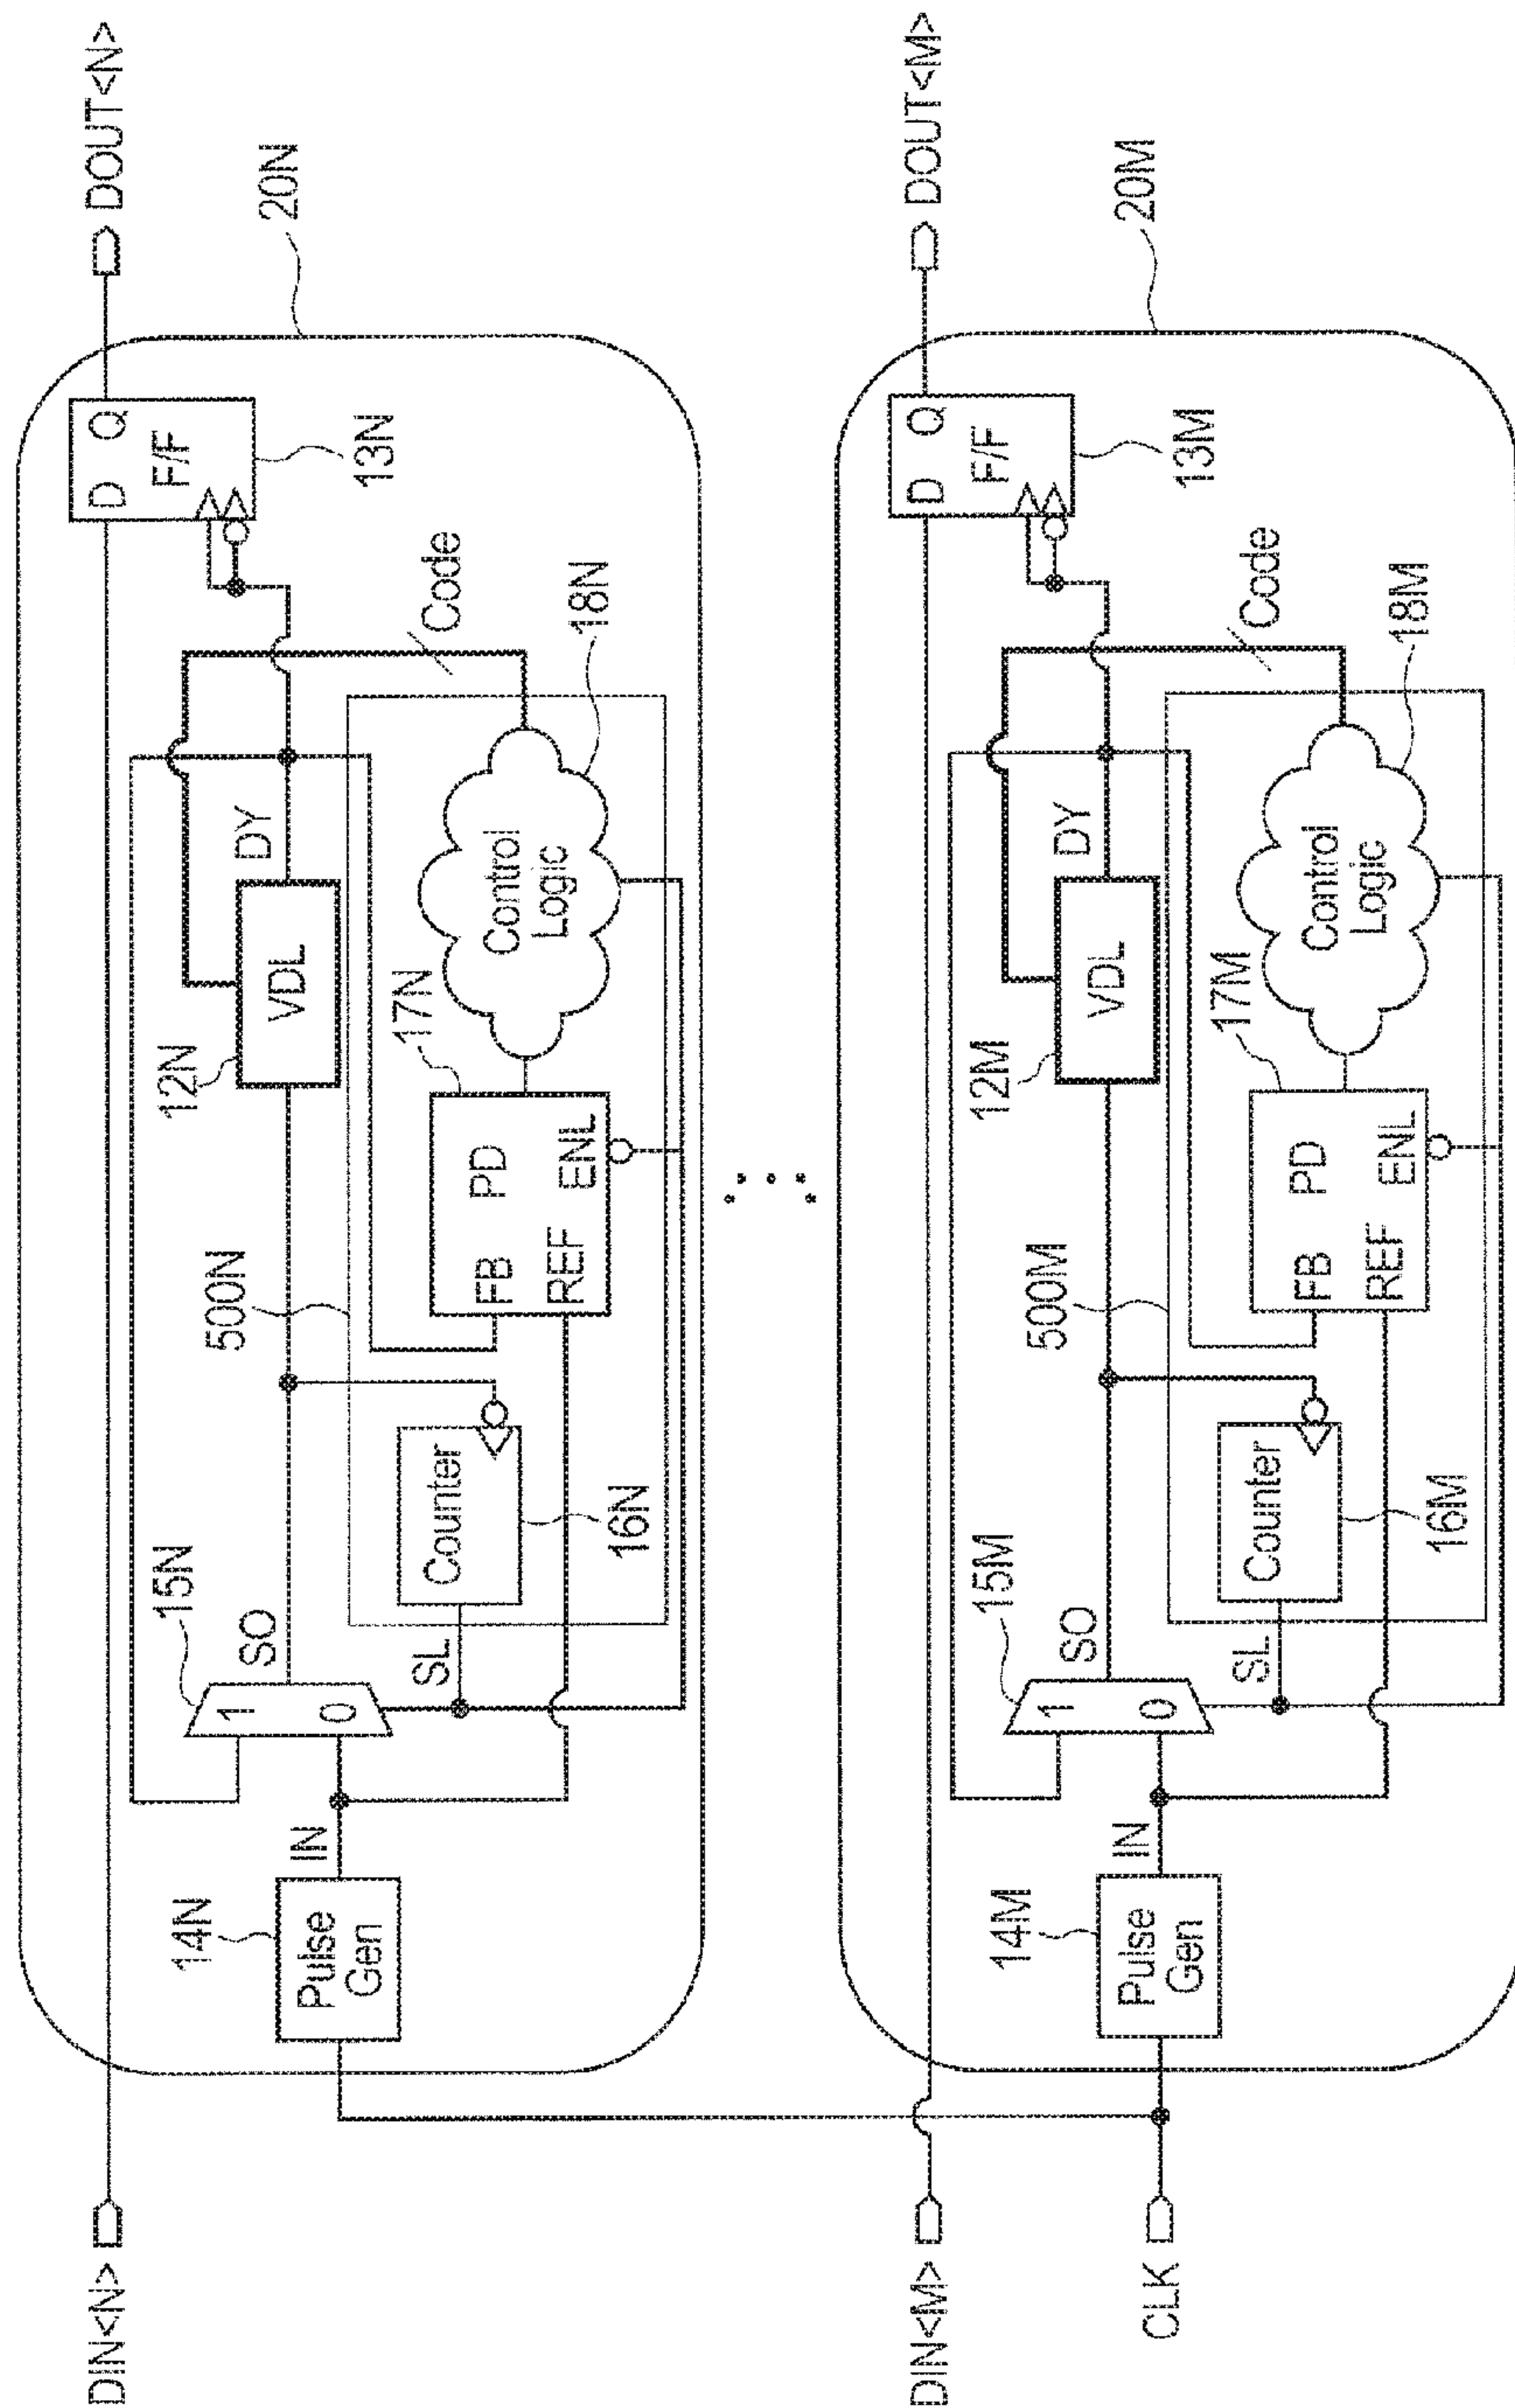 DIN<N>
DOUT<N>
20N
D Q
F/F
13N
Code
18N
Control
Logic
DY
VDL
12N
17N
PD
FB
REF
ENL
500N
Counter
16N
15N
1
0
SO
SL
IN
14N
Pulse
Gen
DIN<M>
DOUT<M>
20M
D Q
F/F
13M
Code
18M
Control
Logic
DY
VDL
12M
17M
PD
FB
REF
ENL
500M
Counter
16M
15M
1
0
SO
SL
IN
14M
Pulse
Gen
CLK